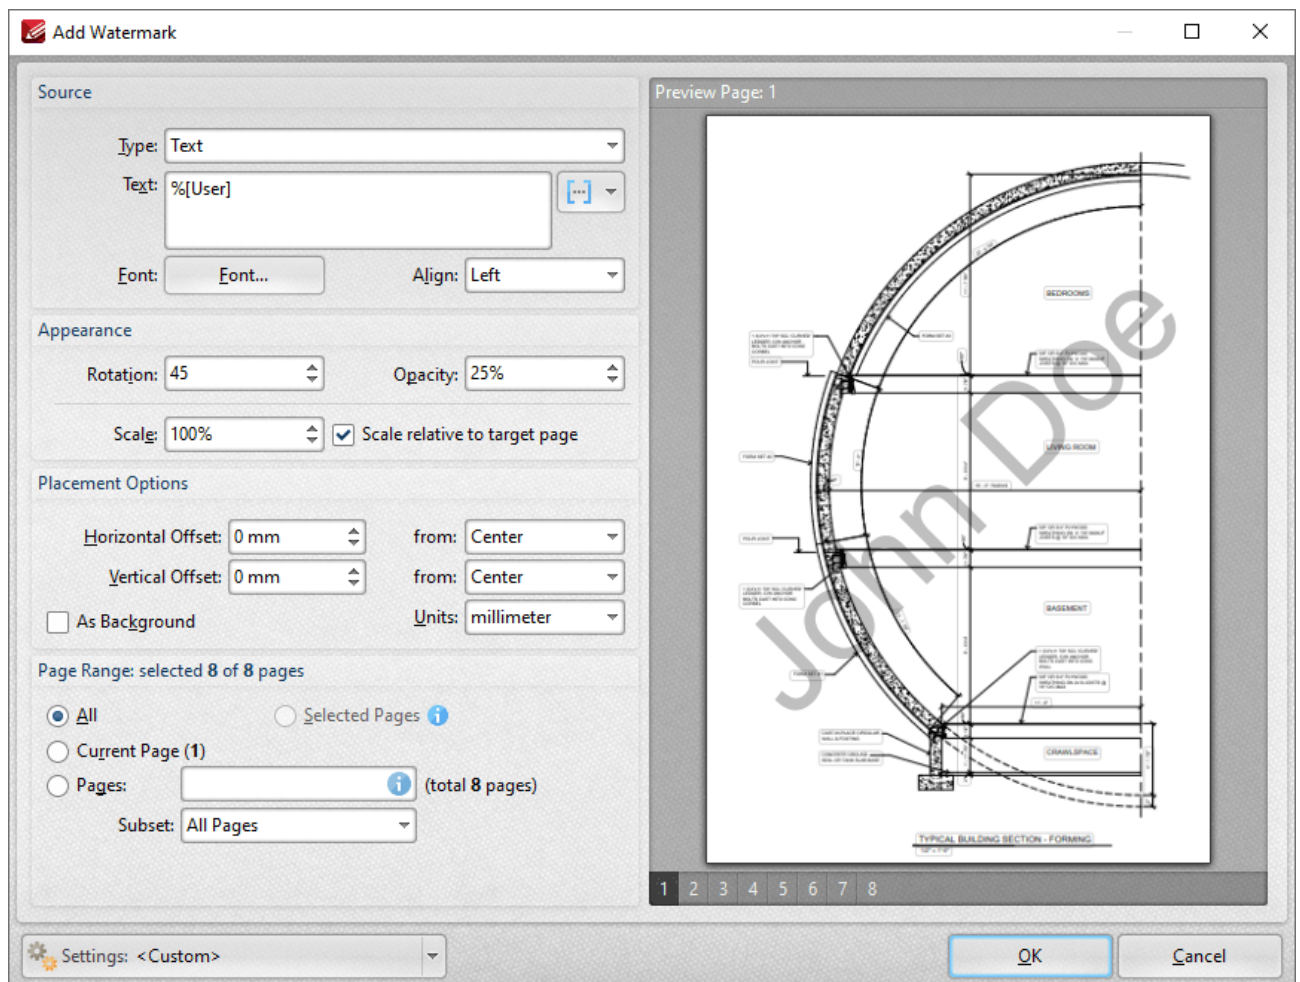 Add Watermark
Source
Type: Text
Text: %[User]
Font: Font... Align: Left
Appearance
Rotation: 45 Opacity: 25%
Scale: 100% Scale relative to target page
Placement Options
Horizontal Offset: 0 mm from: Center
Vertical Offset: 0 mm from: Center
As Background Units: millimeter
Page Range: selected 8 of 8 pages
All Selected Pages
Current Page (1)
Pages: (total 8 pages)
Subset: All Pages
Preview Page: 1
BEDROOMS
LIVING ROOM
BASEMENT
CRAWLSPACE
TYPICAL BUILDING SECTION - FORMING
John Doe
1 2 3 4 5 6 7 8
Settings: <Custom>
OK Cancel